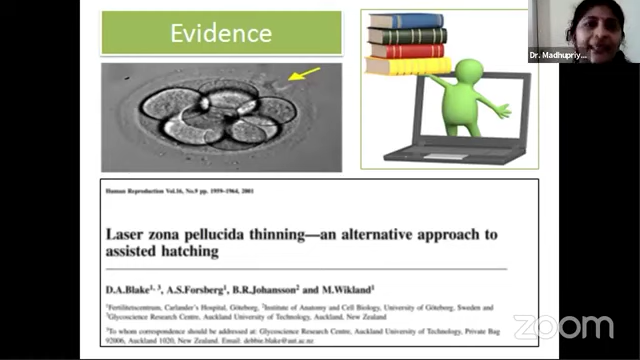 Evidence
Dr. Madhupriy...
Human Reproduction Vol.16, No.9 pp. 1959–1964, 2001
Laser zona pellucida thinning—an alternative approach to
assisted hatching
D.A.Blake1, 3, A.S.Forsberg1, B.R.Johansson2 and M.Wikland1
1Fertilitetscentrum, Carlander's Hospital, Göteborg, 2Institute of Anatomy and Cell Biology, University of Göteborg, Sweden and
3Glycoscience Research Centre, Auckland University of Technology, Auckland, New Zealand
3To whom correspondence should be addressed at: Glycoscience Research Centre, Auckland University of Technology, Private Bag
92006, Auckland 1020, New Zealand. Email: debbie.blake@aut.ac.nz
zoom